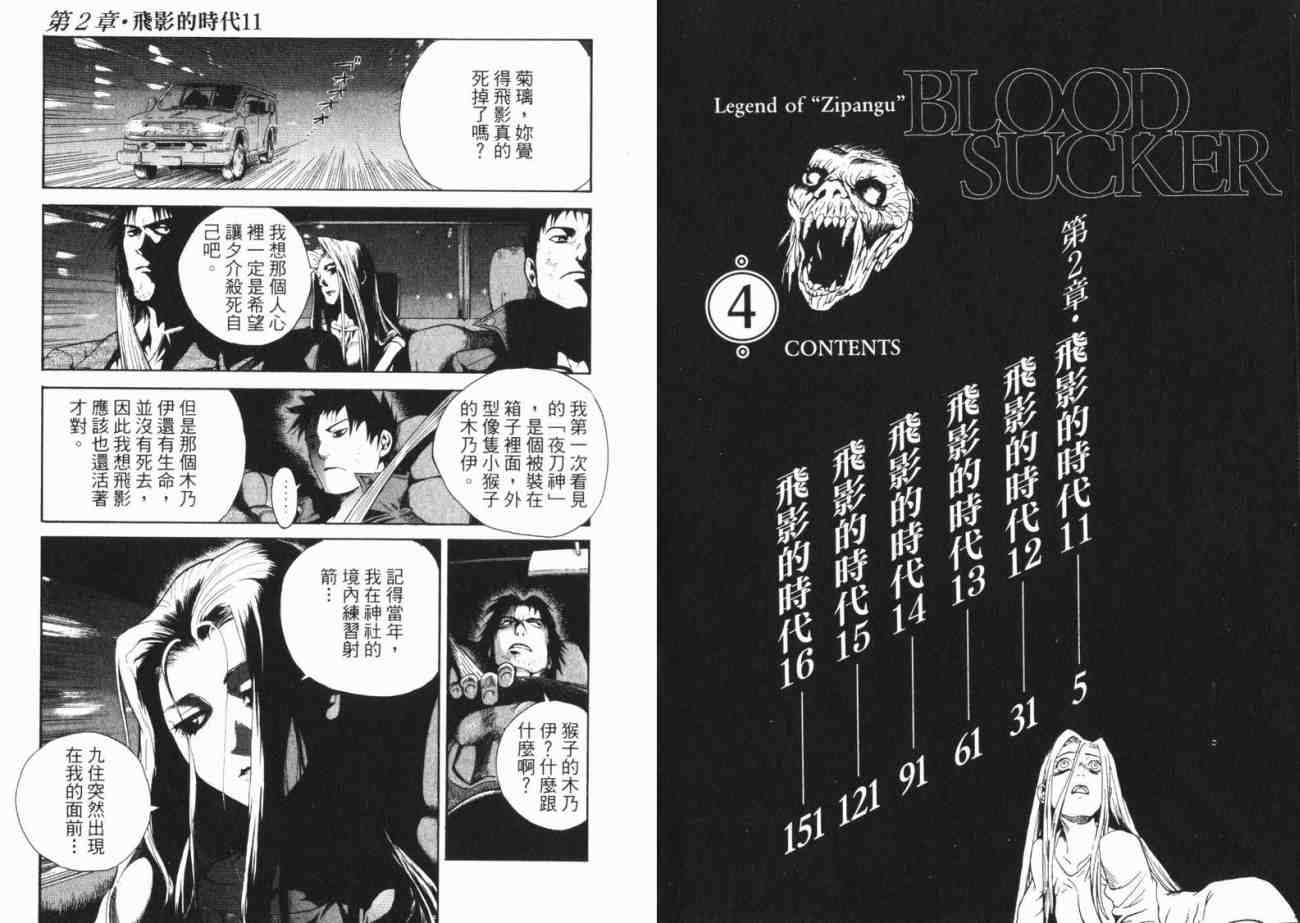 Legend of “Zipangu”
BLOOD
SUCKER
4
CONTENTS
第2章・飛影的時代11 5
飛影的時代12 31
飛影的時代13 61
飛影的時代14 91
飛影的時代15 121
飛影的時代16 151
第2章・飛影的時代11
菊璃，妳覺
得飛影真的
死掉了嗎？
ブォォ
我想那個人心
裡一定是希望
讓夕介殺死自
己吧。
我第一次看見
的「夜刀神」
，是個被裝在
箱子裡面，外
型像隻小猴子
的木乃伊。
……
但是那個木乃
伊還有生命，
並沒有死去，
因此我想飛影
應該也還活著
才對。
猴子的木乃
伊？什麼跟
什麼啊？
記得當年，
我在神社的
境內練習射
箭…
九住突然出現
在我的面前…